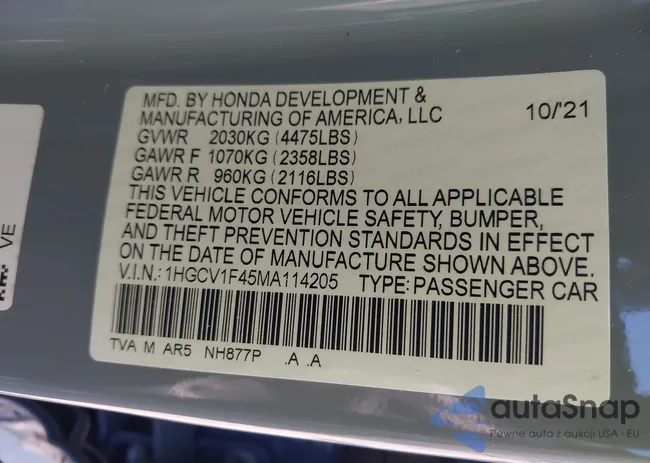 MFD. BY HONDA DEVELOPMENT &
MANUFACTURING OF AMERICA, LLC 10/'21
GVWR 2030KG (4475LBS)
GAWR F 1070KG (2358LBS)
GAWR R 960KG (2116LBS)
THIS VEHICLE CONFORMS TO ALL APPLICABLE
FEDERAL MOTOR VEHICLE SAFETY, BUMPER,
AND THEFT PREVENTION STANDARDS IN EFFECT
ON THE DATE OF MANUFACTURE SHOWN ABOVE.
V.I.N.: 1HGCV1F45MA114205 TYPE: PASSENGER CAR
TVA M AR5 NH877P .A .A
VE
autaSnap
Pewne auta z aukcji USA i EU